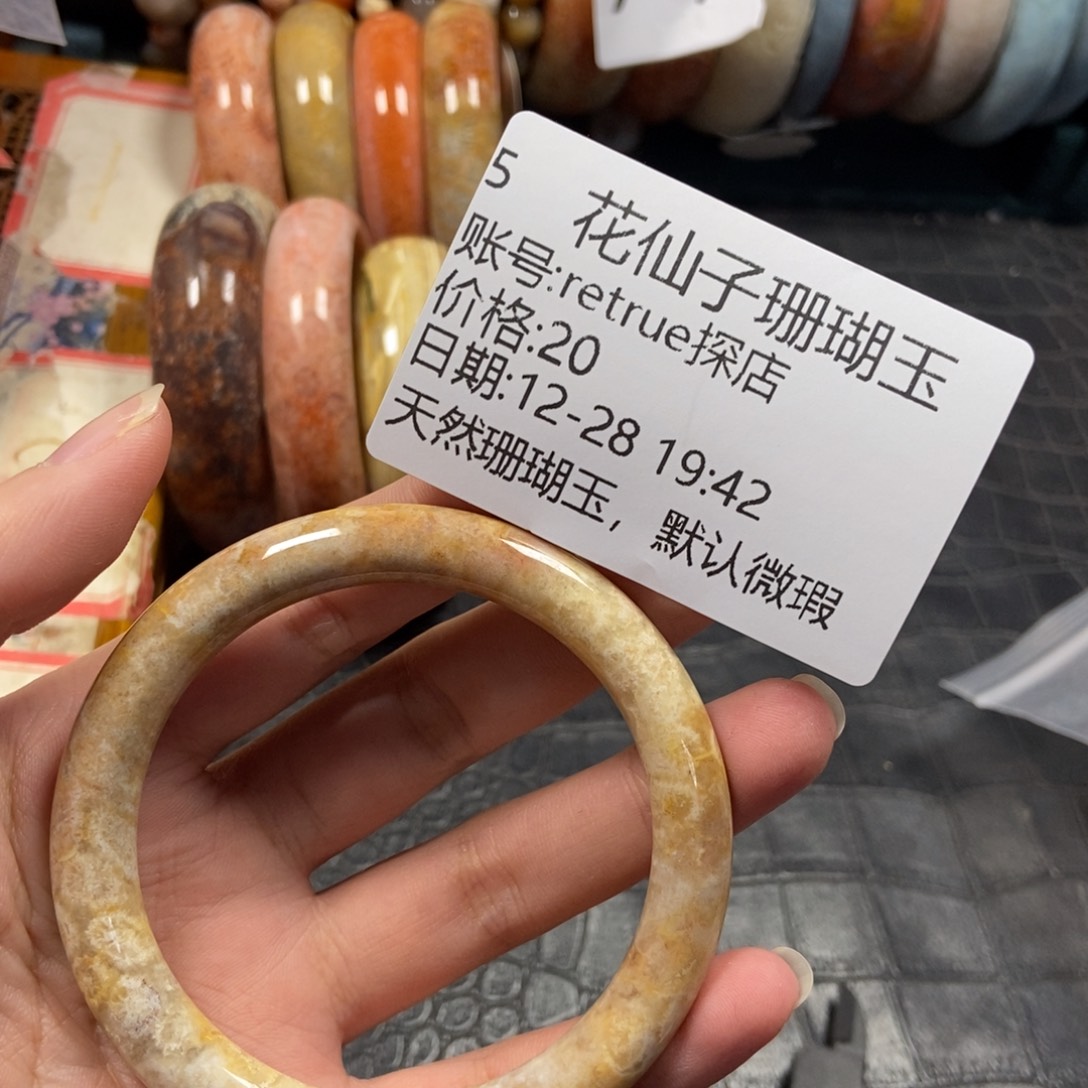 5
花仙子珊瑚玉
账号:retrue探店
价格:20
日期:12-28 19:42
天然珊瑚玉，默认微瑕